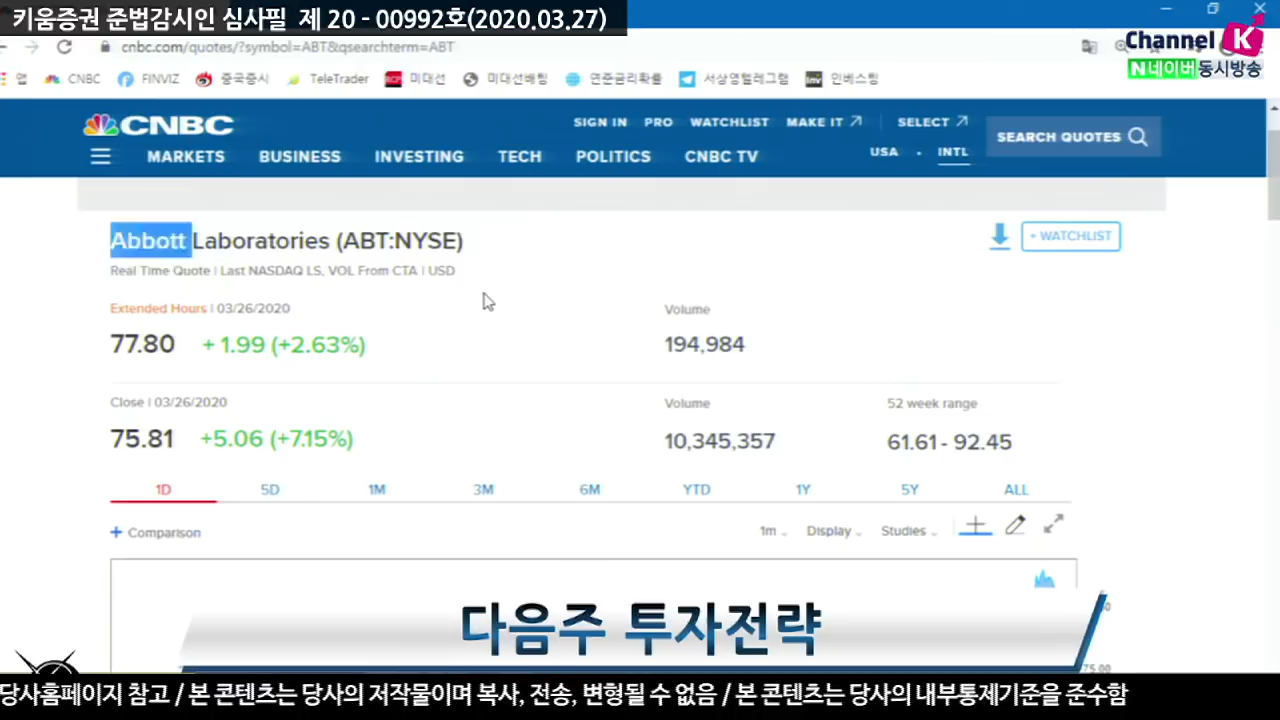 키움증권 준법감시인 심사필 제 20 - 00992호(2020.03.27)
cnbc.com/quotes/?symbol=ABT&qsearchterm=ABT
Channel K
N 네이버 동시방송
앱 CNBC FINVIZ 중국증시 TeleTrader 미대선 미대선배팅 연준금리확률 서상영텔레그램 인베스팅
CNBC
SIGN IN PRO WATCHLIST MAKE IT SELECT
SEARCH QUOTES
MARKETS BUSINESS INVESTING TECH POLITICS CNBC TV
USA INTL
Abbott Laboratories (ABT:NYSE)
+ WATCHLIST
Real Time Quote | Last NASDAQ LS, VOL From CTA | USD
Extended Hours | 03/26/2020
Volume
77.80 +1.99 (+2.63%)
194,984
Close | 03/26/2020
Volume
52 week range
75.81 +5.06 (+7.15%)
10,345,357
61.61 - 92.45
1D 5D 1M 3M 6M YTD 1Y 5Y ALL
+ Comparison
1m Display Studies
다음주 투자전략
75.00
당사홈페이지 참고 / 본 콘텐츠는 당사의 저작물이며 복사, 전송, 변형될 수 없음 / 본 콘텐츠는 당사의 내부통제기준을 준수함